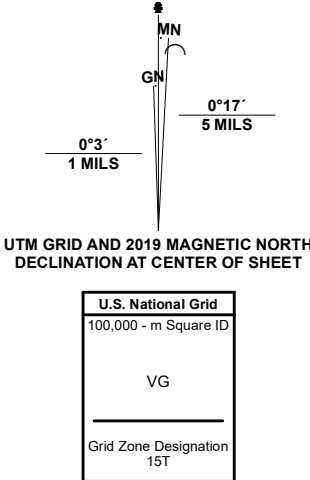 MN
GN
0°17´
5 MILS
0°3´
1 MILS
UTM GRID AND 2019 MAGNETIC NORTH
DECLINATION AT CENTER OF SHEET
U.S. National Grid
100,000 - m Square ID
VG
Grid Zone Designation
15T